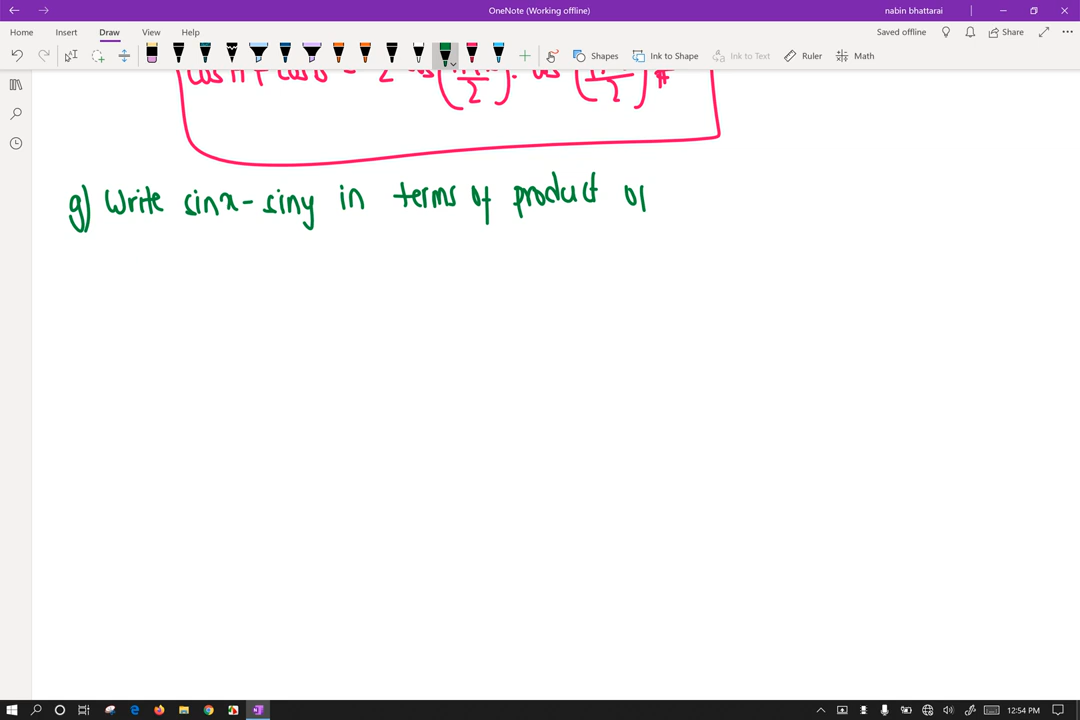 OneNote (Working offline)
nabin bhattarai
Home Insert Draw View Help
Saved offline
Share
Shapes
Ink to Shape
Ink to Text
Ruler
Math
g) Write sinx - siny in terms of product of
12:54 PM